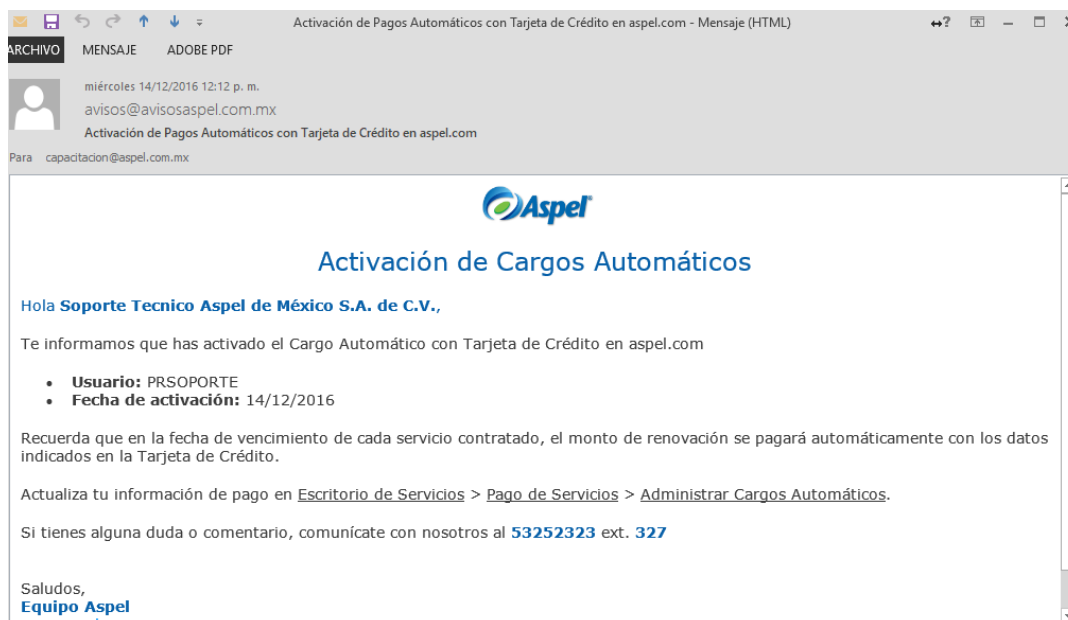 Activación de Pagos Automáticos con Tarjeta de Crédito en aspel.com - Mensaje (HTML)
ARCHIVO MENSAJE ADOBE PDF
miércoles 14/12/2016 12:12 p. m.
avisos@avisosaspel.com.mx
Activación de Pagos Automáticos con Tarjeta de Crédito en aspel.com
Para capacitacion@aspel.com.mx
Aspel
Activación de Cargos Automáticos
Hola Soporte Tecnico Aspel de México S.A. de C.V.,
Te informamos que has activado el Cargo Automático con Tarjeta de Crédito en aspel.com
• Usuario: PRSOPORTE
• Fecha de activación: 14/12/2016
Recuerda que en la fecha de vencimiento de cada servicio contratado, el monto de renovación se pagará automáticamente con los datos
indicados en la Tarjeta de Crédito.
Actualiza tu información de pago en Escritorio de Servicios > Pago de Servicios > Administrar Cargos Automáticos.
Si tienes alguna duda o comentario, comunícate con nosotros al 53252323 ext. 327
Saludos,
Equipo Aspel